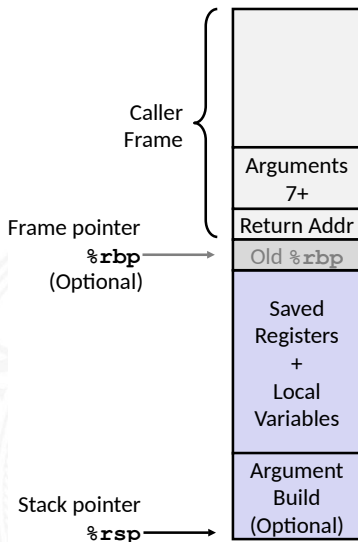 Caller
Frame
Arguments
7+
Return Addr
Frame pointer
%rbp
(Optional)
Old %rbp
Saved
Registers
+
Local
Variables
Argument
Build
(Optional)
Stack pointer
%rsp